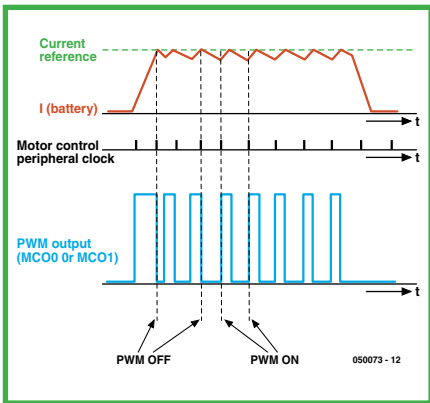 Current
reference
I (battery)
t
Motor control
peripheral clock
t
PWM output
(MCO0 0r MCO1)
t
PWM OFF
PWM ON
050073 - 12